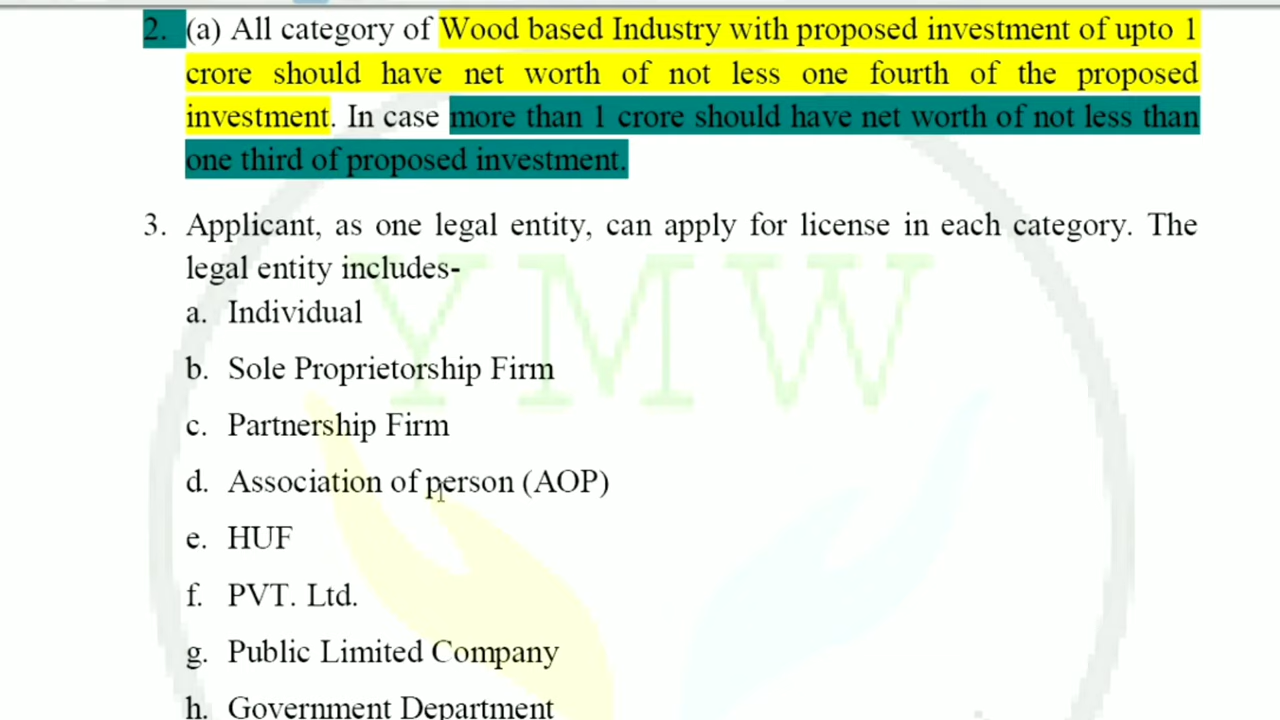 2. (a) All category of Wood based Industry with proposed investment of upto 1
crore should have net worth of not less one fourth of the proposed
investment. In case more than 1 crore should have net worth of not less than
one third of proposed investment.
3. Applicant, as one legal entity, can apply for license in each category. The
legal entity includes-
YMW
a. Individual
b. Sole Proprietorship Firm
c. Partnership Firm
d. Association of person (AOP)
e. HUF
f. PVT. Ltd.
g. Public Limited Company
h. Government Department